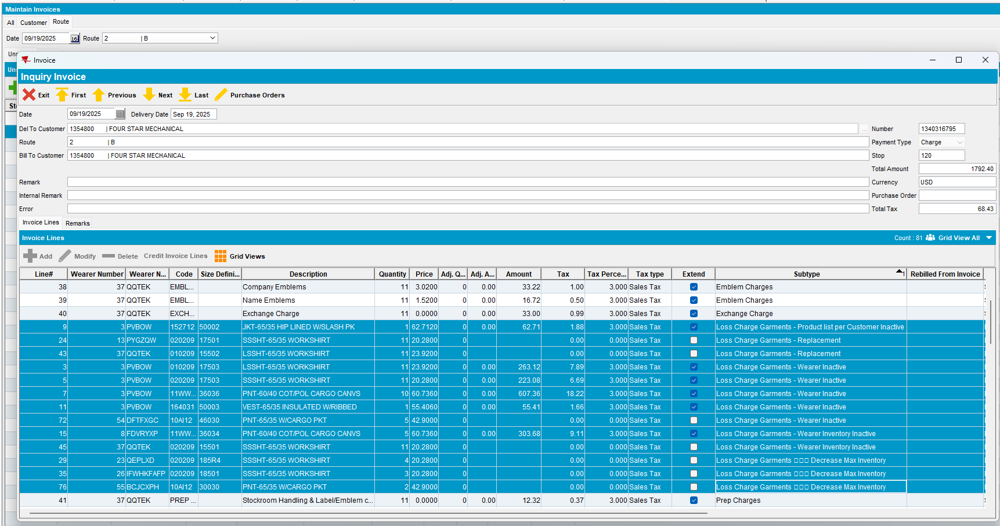 Maintain Invoices
All Customer Route
Date 09/19/2025 16 Route 2 | B
Uns
Un
Invoice
Inquiry Invoice
Exit First Previous Next Last Purchase Orders
St
Date 09/19/2025 16 Delivery Date Sep 19, 2025
Del To Customer 1354800 | FOUR STAR MECHANICAL ... Number 1340316795
Route 2 | B Payment Type Charge
Bill To Customer 1354800 | FOUR STAR MECHANICAL Stop 120
Total Amount 1792.40
Remark Currency USD
Internal Remark Purchase Order
Error Total Tax 68.43
Invoice Lines Remarks
Invoice Lines Count : 81 Grid View All
Add Modify Delete Credit Invoice Lines Grid Views
Line# Wearer Number Wearer N... Code Size Defini... Description Quantity Price Adj. Q... Adj. A... Amount Tax Tax Perce... Tax type Extend Subtype 1 Rebilled From Invoice
38 37 QQTEK EMBL... Company Emblems 11 3.0200 0 0.00 33.22 1.00 3.000 Sales Tax Emblem Charges
39 37 QQTEK EMBL... Name Emblems 11 1.5200 0 0.00 16.72 0.50 3.000 Sales Tax Emblem Charges
40 37 QQTEK EXCH... Exchange Charge 11 0.0000 0 0.00 33.00 0.99 3.000 Sales Tax Exchange Charge
9 3 PVBOW 152712 50002 JKT-65/35 HIP LINED W/SLASH PK 1 62.7120 0 0.00 62.71 1.88 3.000 Sales Tax Loss Charge Garments - Product list per Customer Inactive
24 13 PYGZQW 020209 17501 SSSHT-65/35 WORKSHIRT 11 20.2800 0 0.00 0.000 Sales Tax Loss Charge Garments - Replacement
43 37 QQTEK 010209 15502 LSSHT-65/35 WORKSHIRT 11 23.9200 0 0.00 0.000 Sales Tax Loss Charge Garments - Replacement
3 3 PVBOW 010209 17503 LSSHT-65/35 WORKSHIRT 11 23.9200 0 0.00 263.12 7.89 3.000 Sales Tax Loss Charge Garments - Wearer Inactive
5 3 PVBOW 020209 17503 SSSHT-65/35 WORKSHIRT 11 20.2800 0 0.00 223.08 6.69 3.000 Sales Tax Loss Charge Garments - Wearer Inactive
7 3 PVBOW 11WW... 36036 PNT-60/40 COT/POL CARGO CANVS 10 60.7360 0 0.00 607.36 18.22 3.000 Sales Tax Loss Charge Garments - Wearer Inactive
11 3 PVBOW 164031 50003 VEST-65/35 INSULATED W/RIBBED 1 55.4060 0 0.00 55.41 1.66 3.000 Sales Tax Loss Charge Garments - Wearer Inactive
72 54 DFTFXGC 10AI12 46030 PNT-65/35 W/CARGO PKT 5 42.9000 0 0.00 0.000 Sales Tax Loss Charge Garments - Wearer Inactive
15 8 FDVRYXP 11WW... 36034 PNT-60/40 COT/POL CARGO CANVS 5 60.7360 0 0.00 303.68 9.11 3.000 Sales Tax Loss Charge Garments - Wearer Inventory Inactive
45 37 QQTEK 020209 15501 SSSHT-65/35 WORKSHIRT 11 20.2800 0 0.00 0.000 Sales Tax Loss Charge Garments - Wearer Inventory Inactive
29 23 QEPLXD 020209 185R4 SSSHT-65/35 WORKSHIRT 4 20.2800 0 0.00 0.000 Sales Tax Loss Charge Garments □□□ Decrease Max Inventory
35 26 IFWHKFAFP 020209 18501 SSSHT-65/35 WORKSHIRT 3 20.2800 0 0.00 0.000 Sales Tax Loss Charge Garments □□□ Decrease Max Inventory
76 55 BCJCXPH 10AI12 30030 PNT-65/35 W/CARGO PKT 2 42.9000 0 0.00 0.000 Sales Tax Loss Charge Garments □□□ Decrease Max Inventory
41 37 QQTEK PREP ... Stockroom Handling & Label/Emblem c... 11 0.0000 0 0.00 12.32 0.37 3.000 Sales Tax Prep Charges